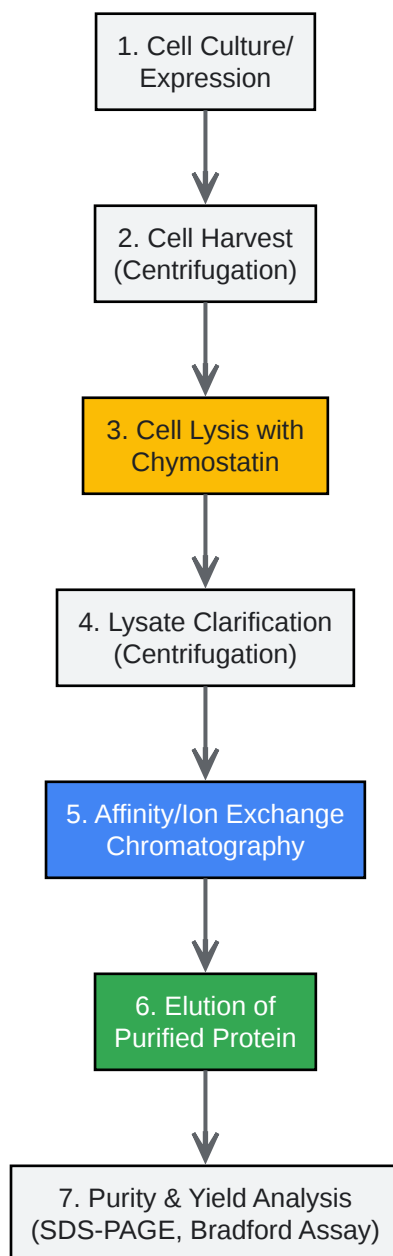 1. Cell Culture/
Expression
2. Cell Harvest
(Centrifugation)
3. Cell Lysis with
Chymostatin
4. Lysate Clarification
(Centrifugation)
5. Affinity/Ion Exchange
Chromatography
6. Elution of
Purified Protein
7. Purity & Yield Analysis
(SDS-PAGE, Bradford Assay)